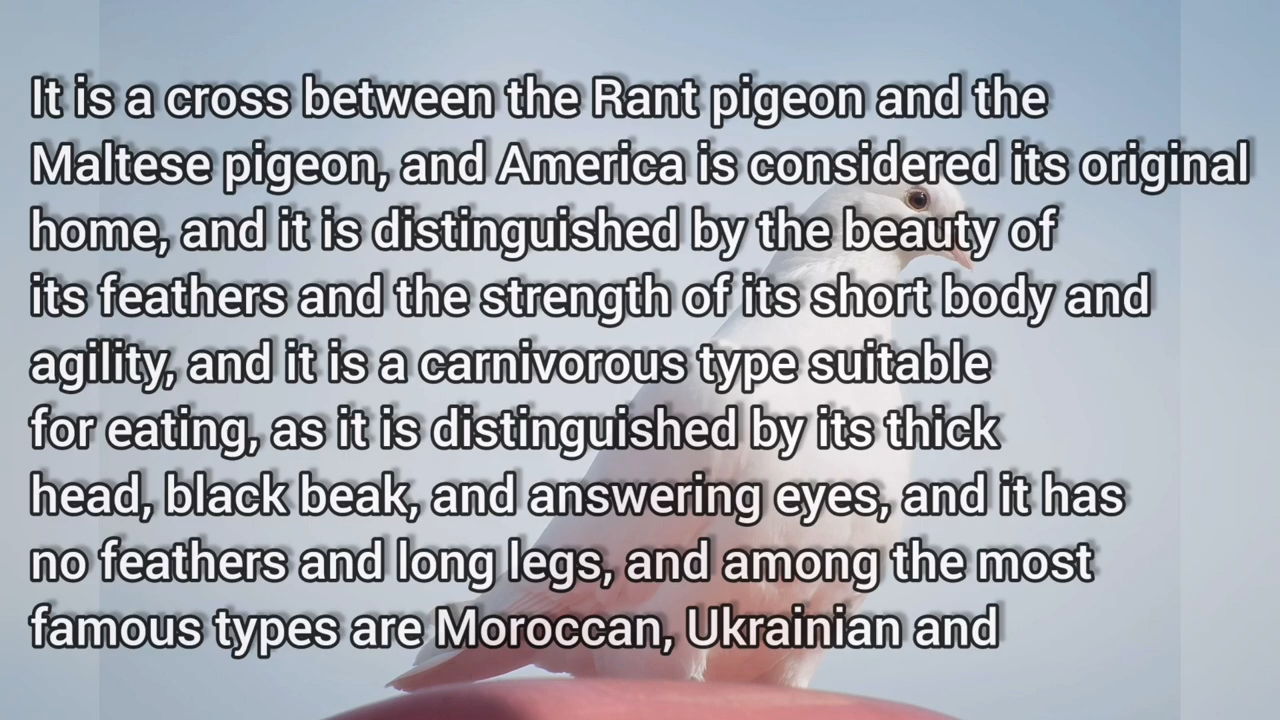 It is a cross between the Rant pigeon and the
Maltese pigeon, and America is considered its original
home, and it is distinguished by the beauty of
its feathers and the strength of its short body and
agility, and it is a carnivorous type suitable
for eating, as it is distinguished by its thick
head, black beak, and answering eyes, and it has
no feathers and long legs, and among the most
famous types are Moroccan, Ukrainian and